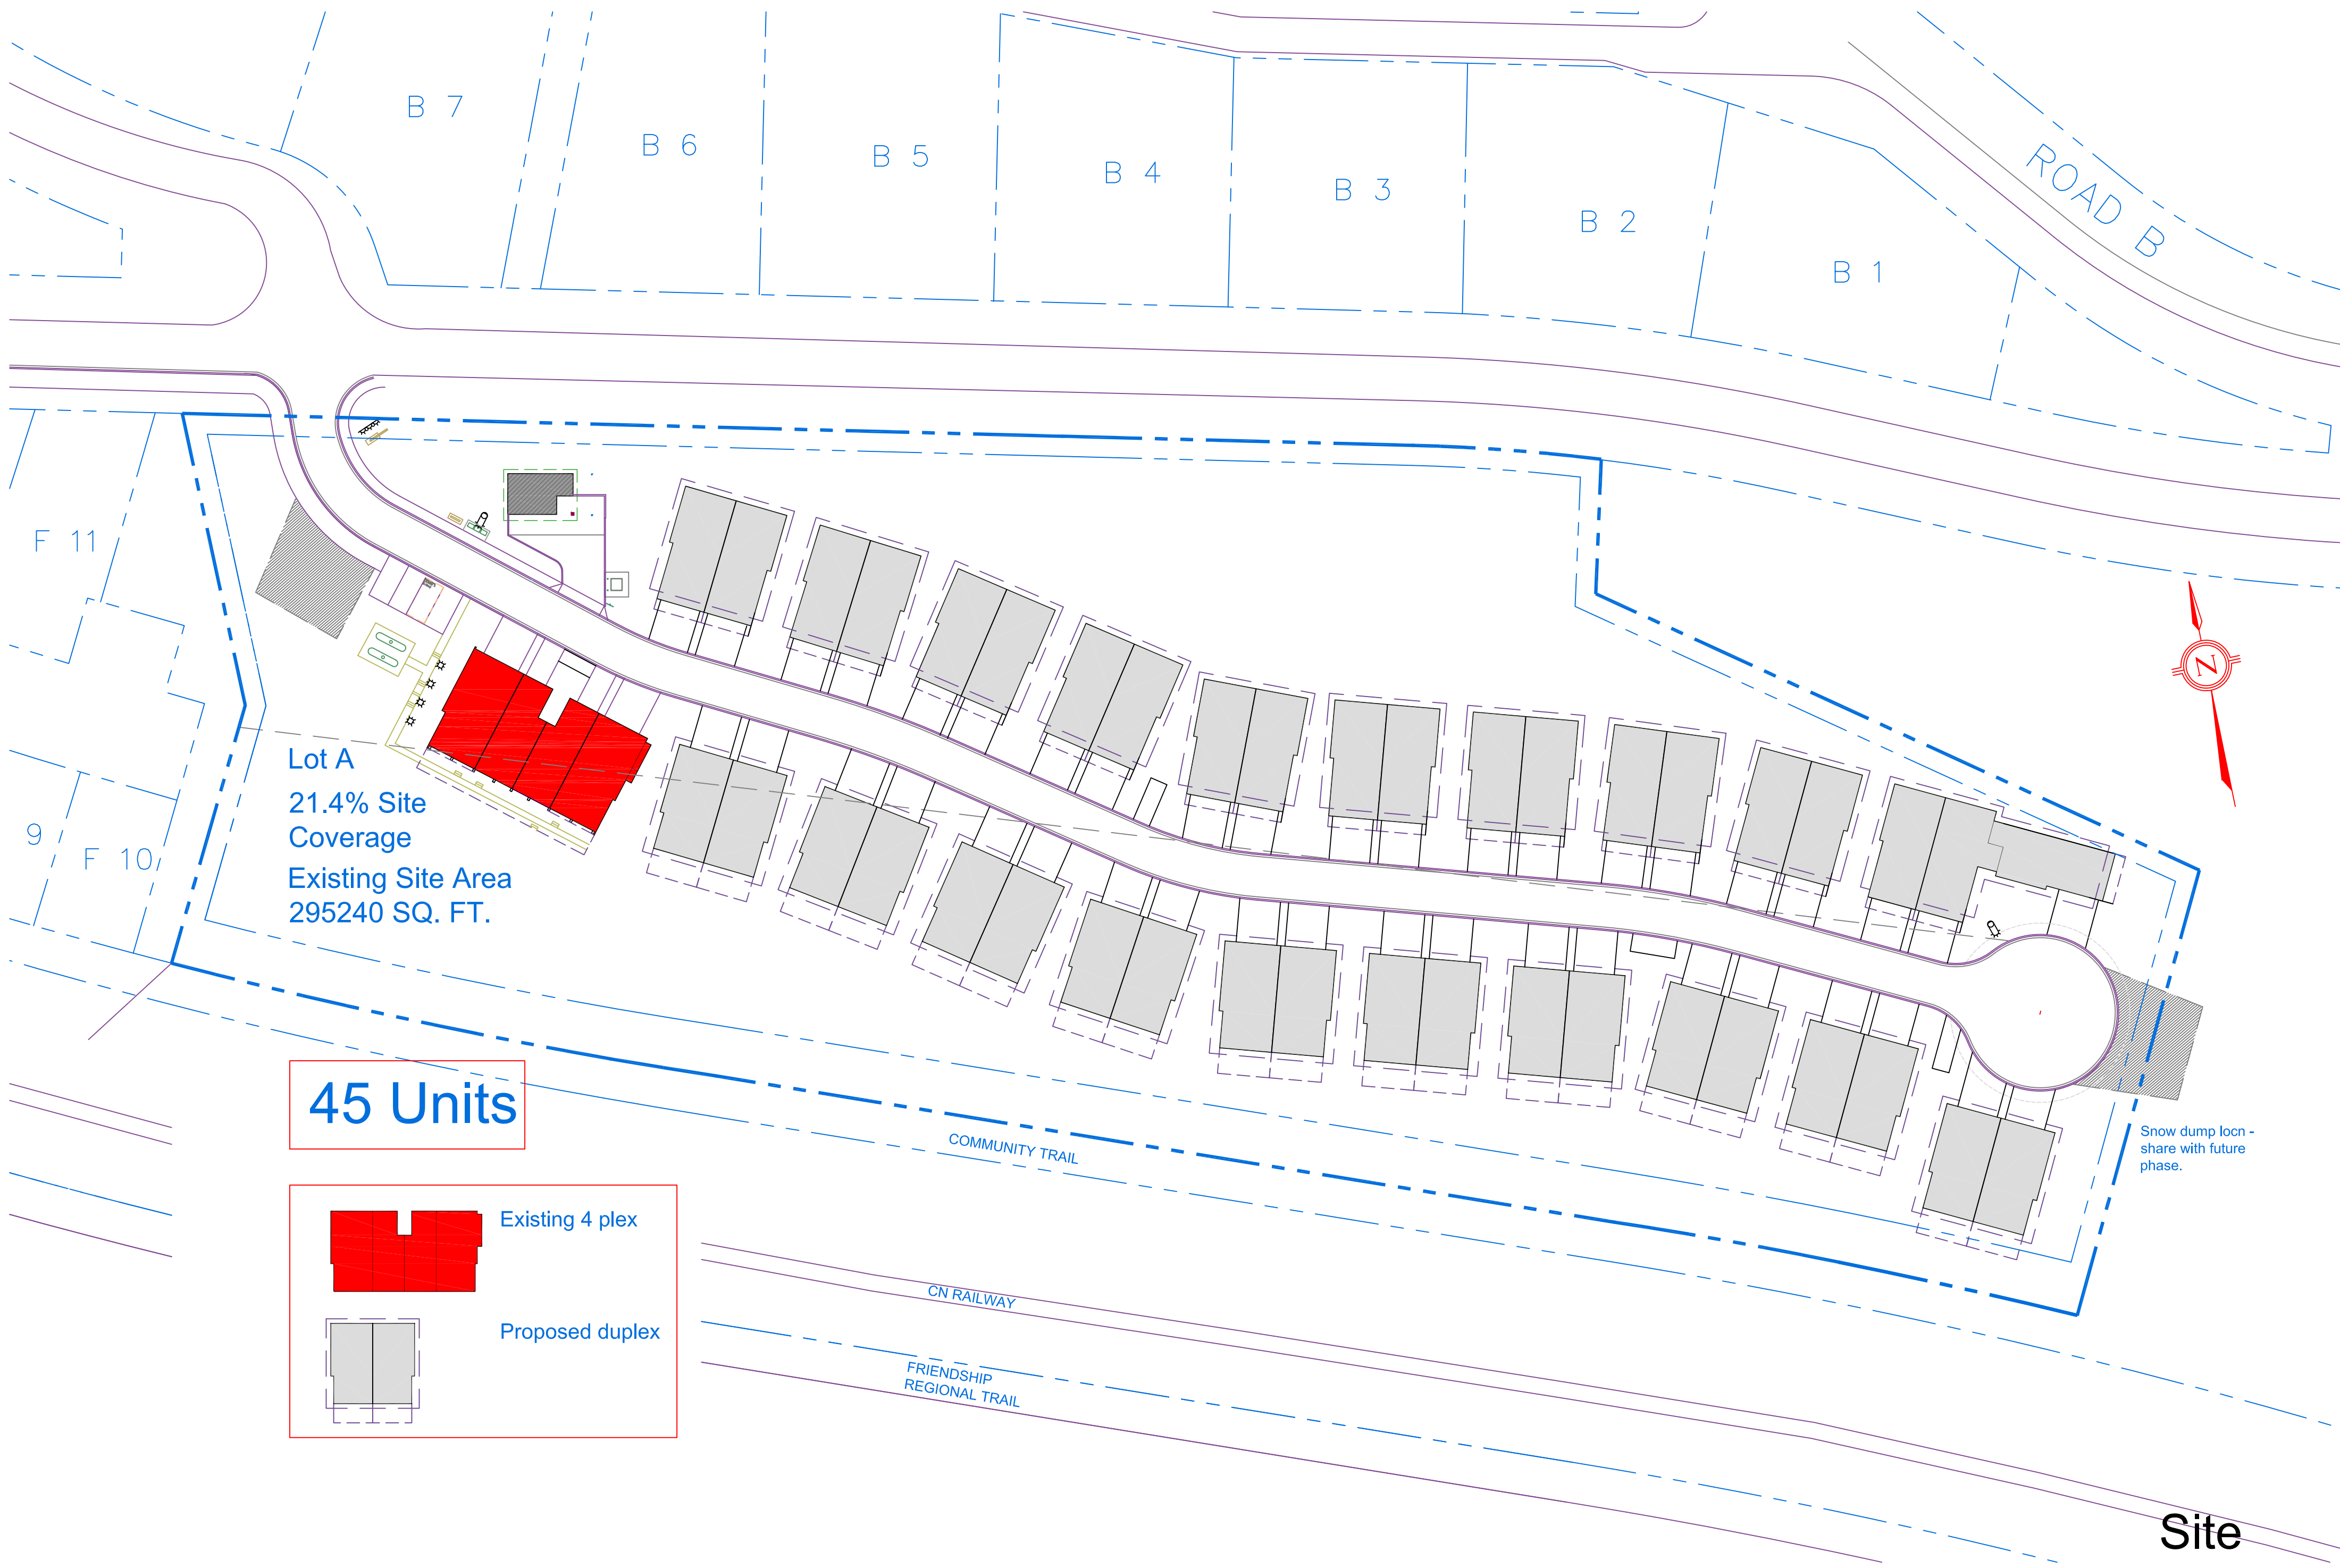 B 7
B 6
B 5
B 4
B 3
B 2
B 1
ROAD B
F 11
9
F 10
N
Lot A
21.4% Site
Coverage
Existing Site Area
295240 SQ. FT.
45 Units
Existing 4 plex
Proposed duplex
COMMUNITY TRAIL
CN RAILWAY
FRIENDSHIP
REGIONAL TRAIL
Snow dump locn -
share with future
phase.
Site